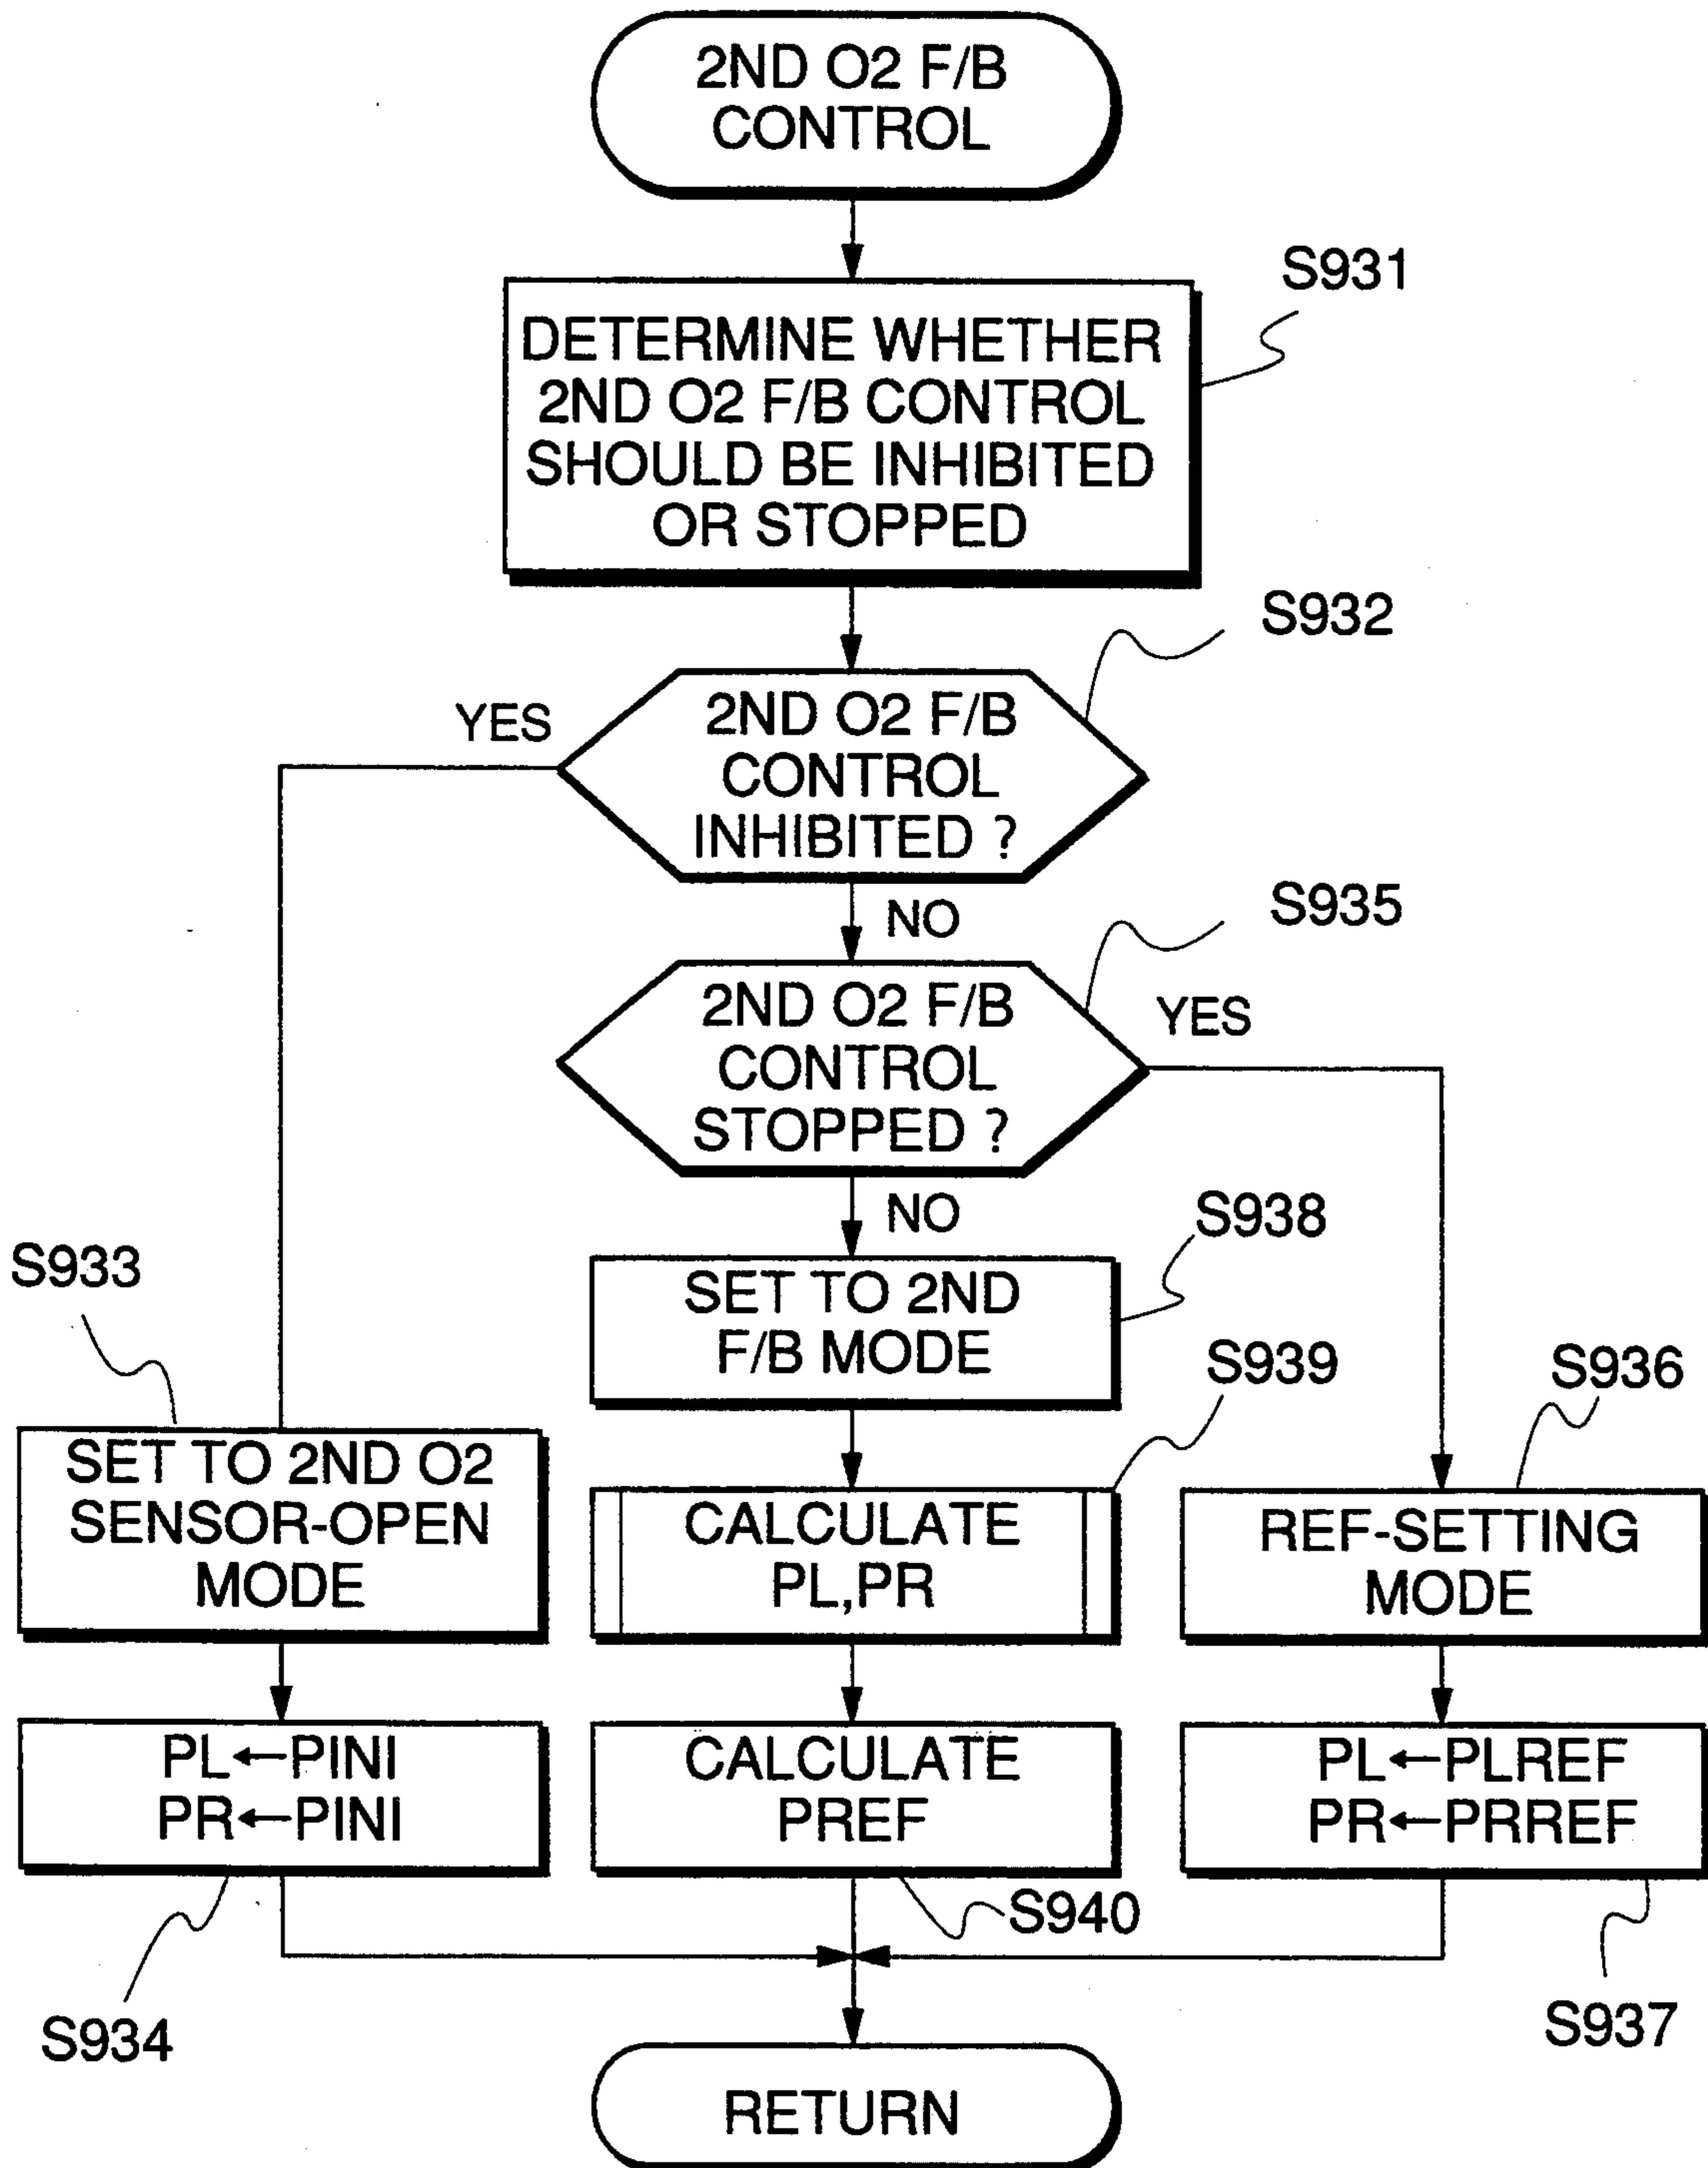 2ND O2 F/B
CONTROL
S931
DETERMINE WHETHER
2ND O2 F/B CONTROL
SHOULD BE INHIBITED
OR STOPPED
S932
YES
2ND O2 F/B
CONTROL
INHIBITED ?
NO
S935
2ND O2 F/B
CONTROL
STOPPED ?
YES
NO
S938
SET TO 2ND
F/B MODE
S933
SET TO 2ND O2
SENSOR-OPEN
MODE
S939
CALCULATE
PL,PR
S936
REF-SETTING
MODE
PL←PINI
PR←PINI
S934
CALCULATE
PREF
S940
PL←PLREF
PR←PRREF
S937
RETURN